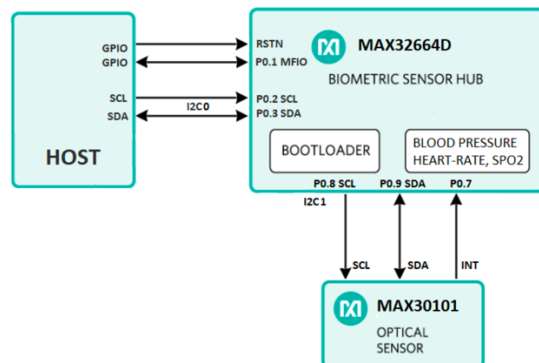 GPIO
GPIO
SCL
SDA
HOST
I2C0
RSTN
P0.1 MFIO
P0.2 SCL
P0.3 SDA
MAX32664D
BIOMETRIC SENSOR HUB
BOOTLOADER
BLOOD PRESSURE
HEART-RATE, SPO2
P0.8 SCL
P0.9 SDA
P0.7
I2C1
SCL
SDA
INT
MAX30101
OPTICAL
SENSOR